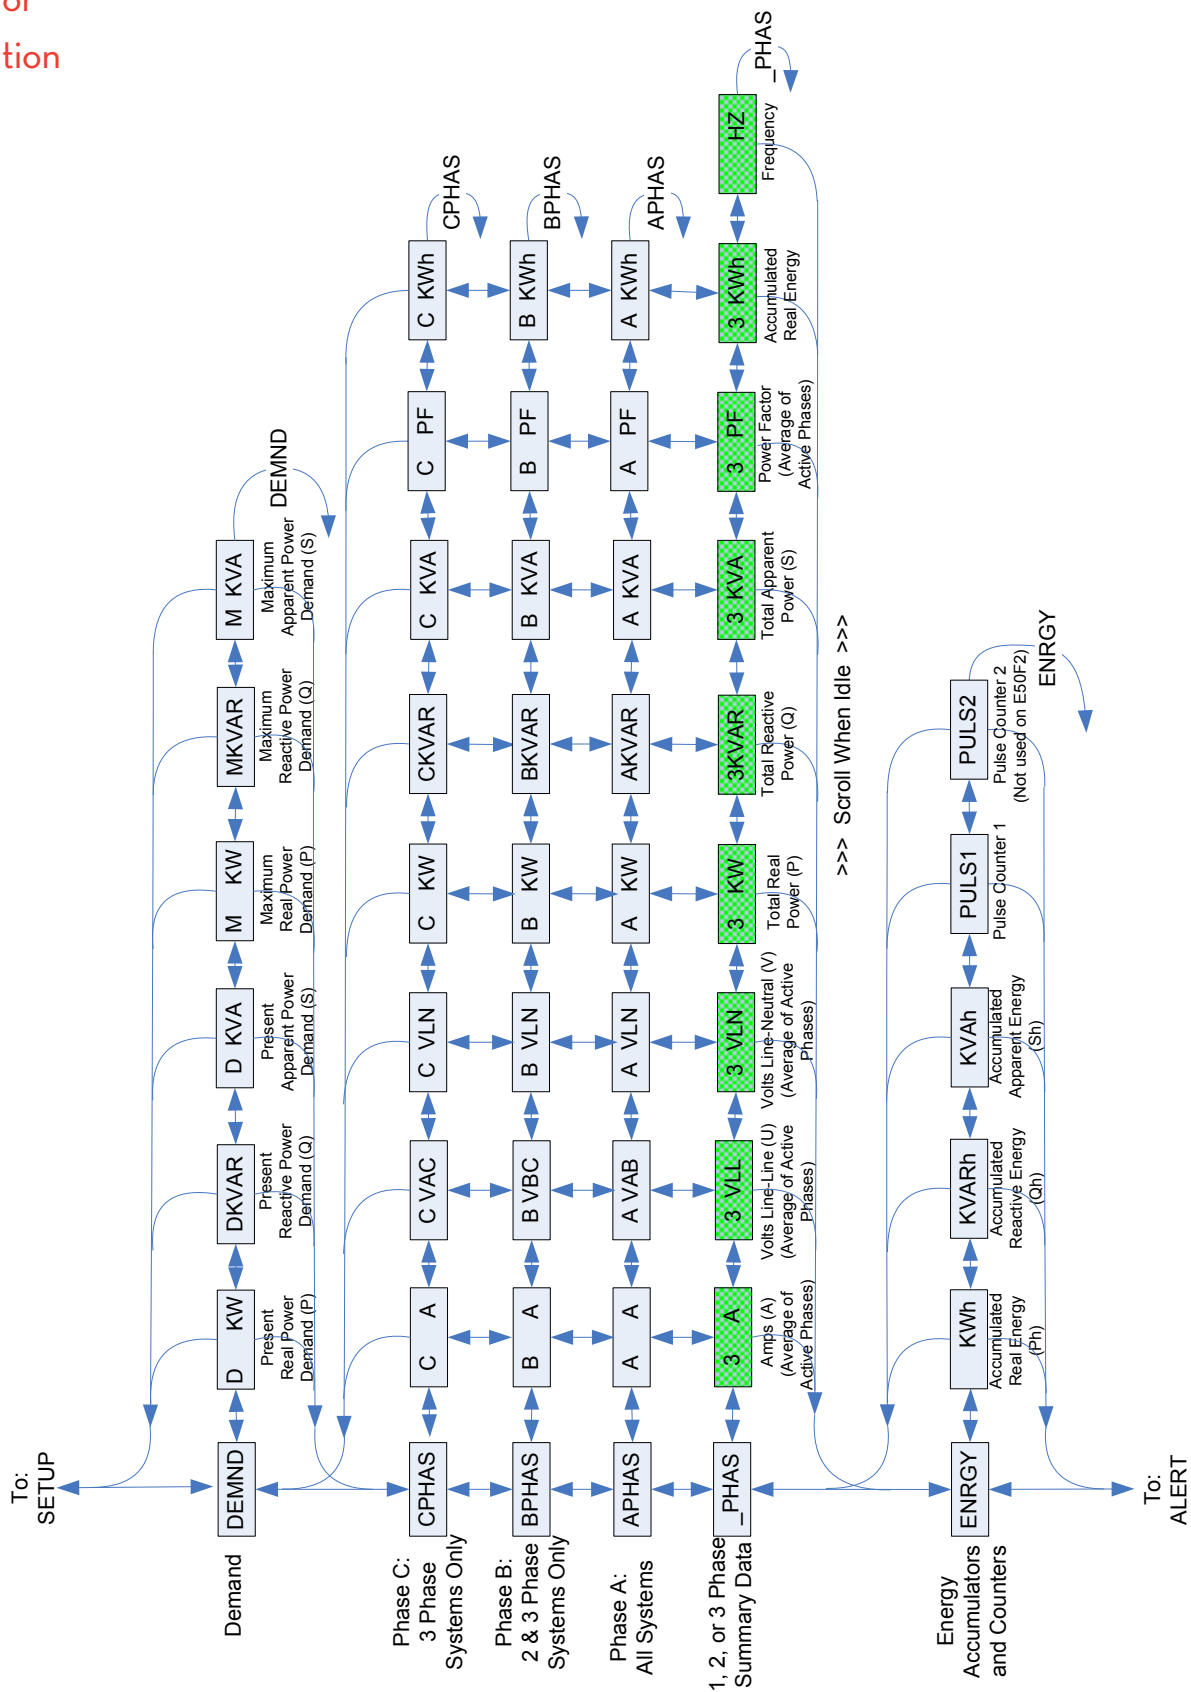 or
tion
To:
SETUP
Demand
DEMND
D KW
Present
Real Power
Demand (P)
DKVAR
Present
Reactive Power
Demand (Q)
D KVA
Present
Apparent Power
Demand (S)
M KW
Maximum
Real Power
Demand (P)
MKVAR
Maximum
Reactive Power
Demand (Q)
M KVA
Maximum
Apparent Power
Demand (S)
DEMND
Phase C:
3 Phase
Systems Only
CPHAS
C A
C VAC
C VLN
C KW
CKVAR
C KVA
C PF
C KWh
CPHAS
Phase B:
2 & 3 Phase
Systems Only
BPHAS
B A
B VBC
B VLN
B KW
BKVAR
B KVA
B PF
B KWh
BPHAS
Phase A:
All Systems
APHAS
A A
A VAB
A VLN
A KW
AKVAR
A KVA
A PF
A KWh
APHAS
1, 2, or 3 Phase
Summary Data
_PHAS
3 A
Amps (A)
(Average of
Active Phases)
3 VLL
Volts Line-Line (U)
(Average of Active
Phases)
3 VLN
Volts Line-Neutral (V)
(Average of Active
Phases)
3 KW
Total Real
Power (P)
3KVAR
Total Reactive
Power (Q)
3 KVA
Total Apparent
Power (S)
3 PF
Power Factor
(Average of
Active Phases)
3 KWh
Accumulated
Real Energy
HZ
Frequency
_PHAS
>>> Scroll When Idle >>>
Energy
Accumulators
and Counters
ENRGY
KWh
Accumulated
Real Energy
(Ph)
KVARh
Accumulated
Reactive Energy
(Qh)
KVAh
Accumulated
Apparent Energy
(Sh)
PULS1
Pulse Counter 1
PULS2
Pulse Counter 2
(Not used on E50F2)
ENRGY
To:
ALERT